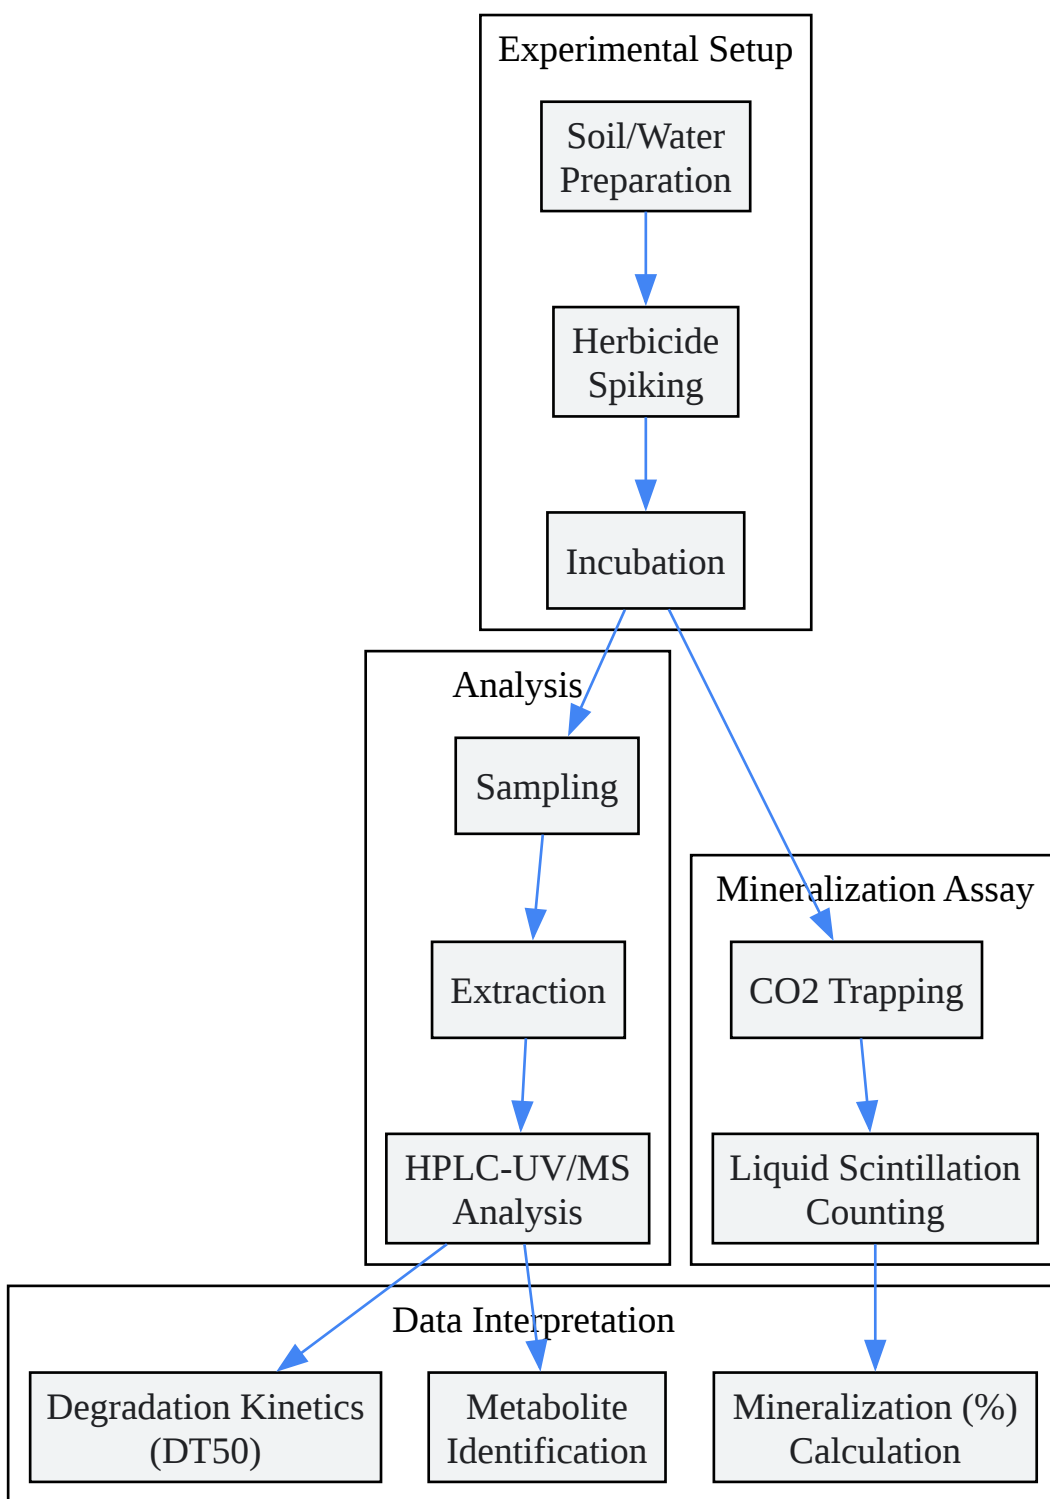 Experimental Setup
Soil/Water
Preparation
Herbicide
Spiking
Incubation
Analysis
Sampling
Extraction
HPLC-UV/MS
Analysis
Mineralization Assay
CO2 Trapping
Liquid Scintillation
Counting
Data Interpretation
Degradation Kinetics
(DT50)
Metabolite
Identification
Mineralization (%)
Calculation